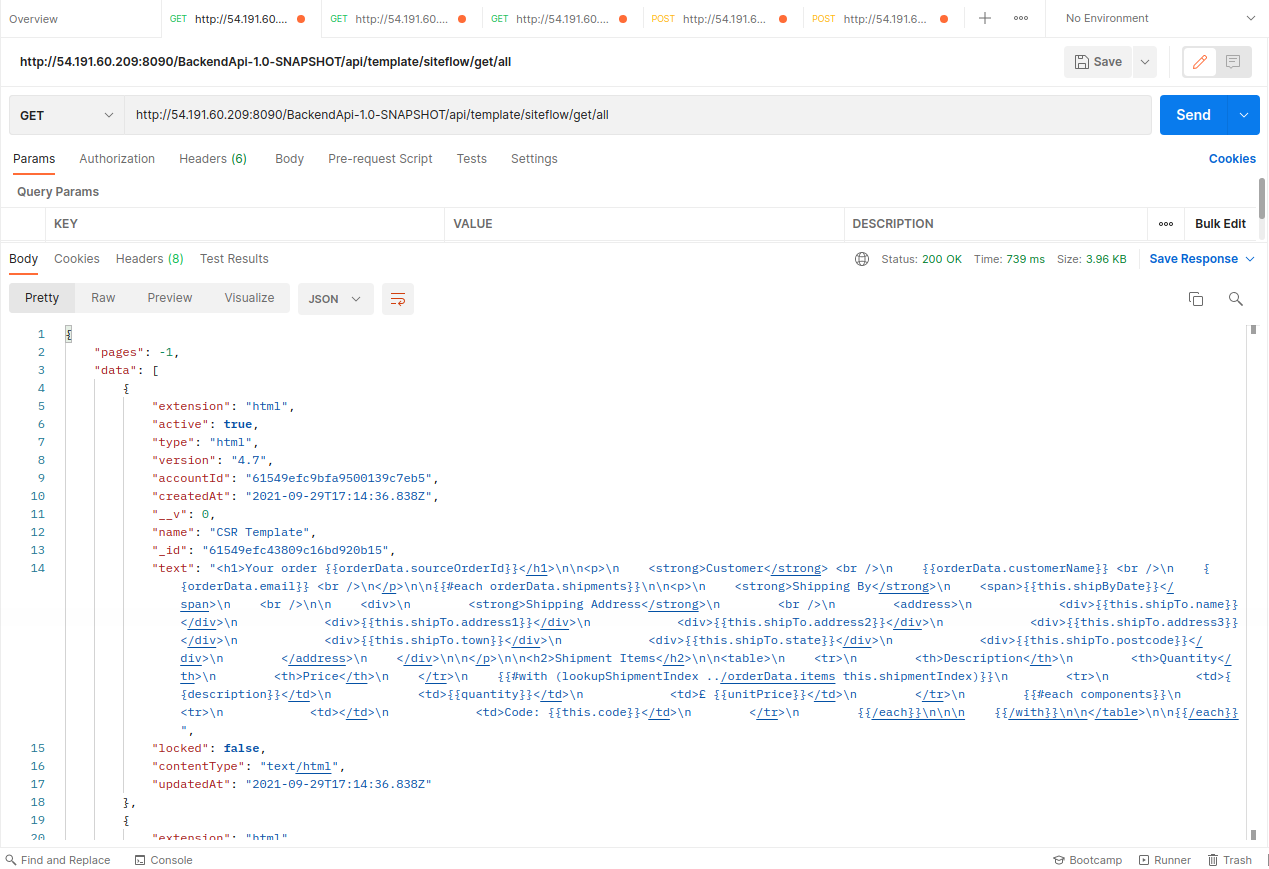 Overview GET http://54.191.60.... GET http://54.191.60.... GET http://54.191.60.... POST http://54.191.6... POST http://54.191.6... No Environment
http://54.191.60.209:8090/BackendApi-1.0-SNAPSHOT/api/template/siteflow/get/all Save
GET http://54.191.60.209:8090/BackendApi-1.0-SNAPSHOT/api/template/siteflow/get/all Send
Params Authorization Headers (6) Body Pre-request Script Tests Settings Cookies
Query Params
KEY VALUE DESCRIPTION Bulk Edit
Body Cookies Headers (8) Test Results Status: 200 OK Time: 739 ms Size: 3.96 KB Save Response
Pretty Raw Preview Visualize JSON
1 {
2 "pages": -1,
3 "data": [
4 {
5 "extension": "html",
6 "active": true,
7 "type": "html",
8 "version": "4.7",
9 "accountId": "61549efc9bfa9500139c7eb5",
10 "createdAt": "2021-09-29T17:14:36.838Z",
11 "__v": 0,
12 "name": "CSR Template",
13 "_id": "61549efc43809c16bd920b15",
14 "text": "<h1>Your order {{orderData.sourceOrderId}}</h1>\n\n<p>\n    <strong>Customer</strong> <br />\n    {{orderData.customerName}} <br />\n    {
{orderData.email}} <br />\n</p>\n\n{{#each orderData.shipments}}\n\n<p>\n    <strong>Shipping By</strong>\n    <span>{{this.shipByDate}}</
span>\n    <br />\n\n    <div>\n        <strong>Shipping Address</strong>\n        <br />\n        <address>\n            <div>{{this.shipTo.name}}
</div>\n            <div>{{this.shipTo.address1}}</div>\n            <div>{{this.shipTo.address2}}</div>\n            <div>{{this.shipTo.address3}}
</div>\n            <div>{{this.shipTo.town}}</div>\n            <div>{{this.shipTo.state}}</div>\n            <div>{{this.shipTo.postcode}}</
div>\n        </address>\n    </div>\n\n</p>\n\n<h2>Shipment Items</h2>\n\n<table>\n    <tr>\n        <th>Description</th>\n        <th>Quantity</
th>\n        <th>Price</th>\n    </tr>\n    {{#with (lookupShipmentIndex ../orderData.items this.shipmentIndex)}}\n        <tr>\n            <td>{
{description}}</td>\n            <td>{{quantity}}</td>\n            <td>£ {{unitPrice}}</td>\n        </tr>\n        {{#each components}}\n
<tr>\n            <td></td>\n            <td>Code: {{this.code}}</td>\n        </tr>\n        {{/each}}\n\n\n    {{/with}}\n\n</table>\n\n{{/each}}
",
15 "locked": false,
16 "contentType": "text/html",
17 "updatedAt": "2021-09-29T17:14:36.838Z"
18 },
19 {
20 "extension": "html"
Find and Replace Console Bootcamp Runner Trash